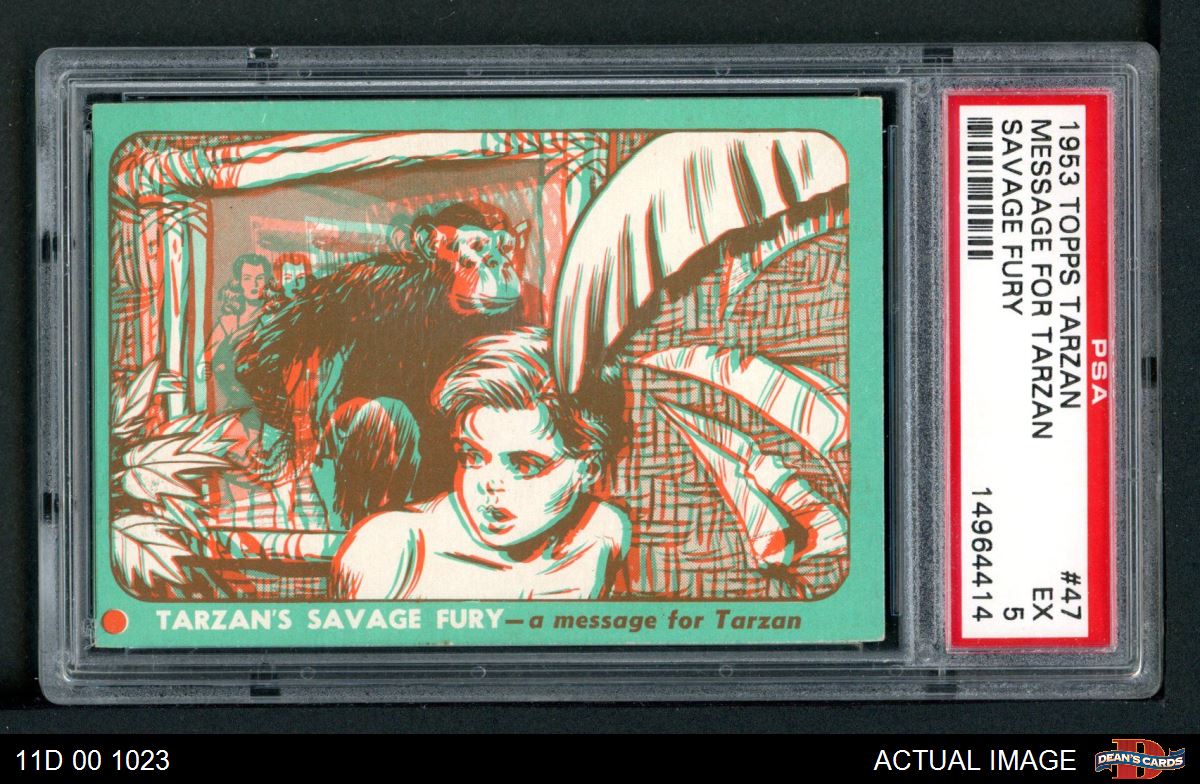 TARZAN'S SAVAGE FURY—a message for Tarzan
PSA
1953 TOPPS TARZAN #47
MESSAGE FOR TARZAN EX
SAVAGE FURY 5
14964414
11D 00 1023
ACTUAL IMAGE
DEAN'S CARDS